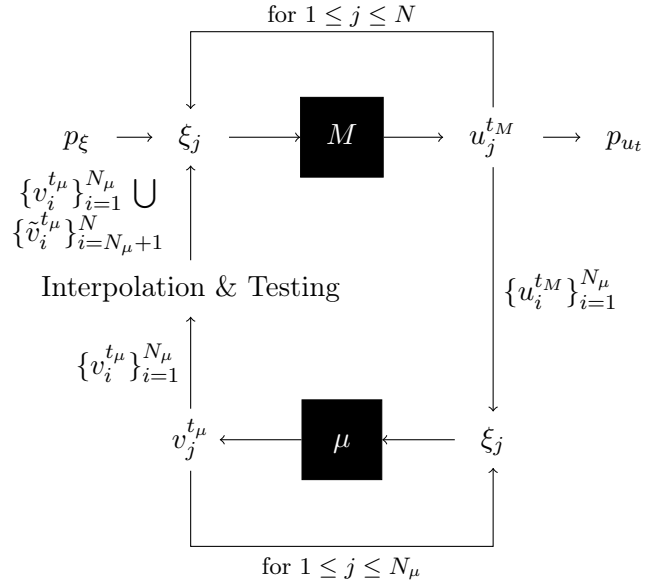 for 1 ≤ j ≤ N
p_ξ ξ_j M u_j^{t_M} p_{u_t}
{v_i^{t_μ}}_{i=1}^{N_μ} ⋃
{ṽ_i^{t_μ}}_{i=N_μ+1}^{N}
Interpolation & Testing
{u_i^{t_M}}_{i=1}^{N_μ}
{v_i^{t_μ}}_{i=1}^{N_μ}
v_j^{t_μ} μ ξ_j
for 1 ≤ j ≤ N_μ